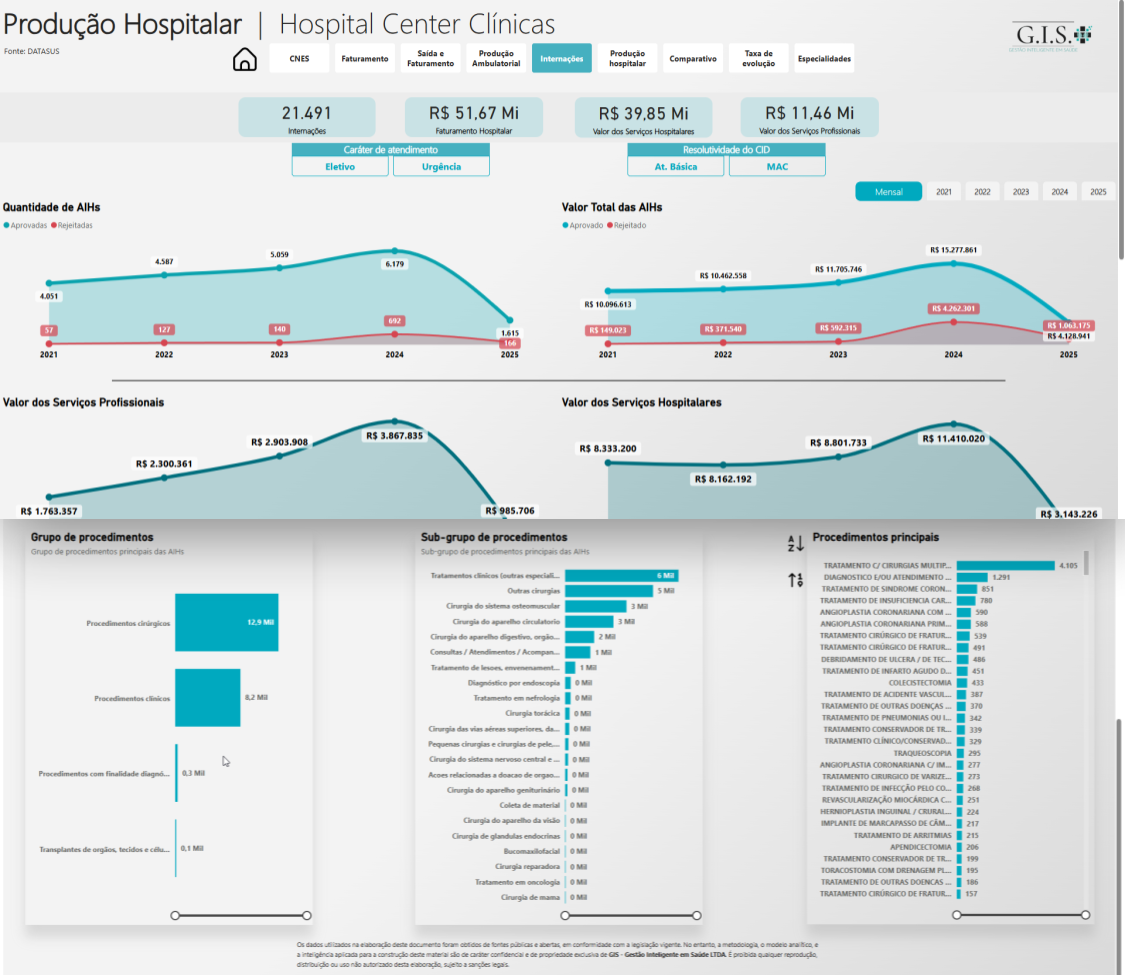 Produção Hospitalar | Hospital Center Clínicas
Fonte: DATASUS
G.I.S.
GESTÃO INTELIGENTE EM SAÚDE
CNES
Faturamento
Saída e
Faturamento
Produção
Ambulatorial
Internações
Produção
hospitalar
Comparativo
Taxa de
evolução
Especialidades
21.491
Internações
R$ 51,67 Mi
Faturamento Hospitalar
R$ 39,85 Mi
Valor dos Serviços Hospitalares
R$ 11,46 Mi
Valor dos Serviços Profissionais
Caráter de atendimento
Eletivo
Urgência
Resolutividade do CID
At. Básica
MAC
Mensal
2021
2022
2023
2024
2025
Quantidade de AIHs
Aprovadas Rejeitadas
4.051
4.587
5.059
6.179
1.615
57
127
140
692
166
2021
2022
2023
2024
2025
Valor Total das AIHs
Aprovado Rejeitado
R$ 10.096.613
R$ 10.462.558
R$ 11.705.746
R$ 15.277.861
R$ 149.023
R$ 371.540
R$ 592.315
R$ 4.262.301
R$ 1.063.175
R$ 4.128.941
2021
2022
2023
2024
2025
Valor dos Serviços Profissionais
R$ 1.763.357
R$ 2.300.361
R$ 2.903.908
R$ 3.867.835
R$ 985.706
Valor dos Serviços Hospitalares
R$ 8.333.200
R$ 8.162.192
R$ 8.801.733
R$ 11.410.020
R$ 3.143.226
Grupo de procedimentos
Grupo de procedimentos principais das AIHs
Procedimentos cirúrgicos 12,9 Mil
Procedimentos clínicos 8,2 Mil
Procedimentos com finalidade diagnó... 0,3 Mil
Transplantes de orgãos, tecidos e célu... 0,1 Mil
Sub-grupo de procedimentos
Sub-grupo de procedimentos principais das AIHs
Tratamentos clínicos (outras especiali... 6 Mil
Outras cirurgias 5 Mil
Cirurgia do sistema osteomuscular 3 Mil
Cirurgia do aparelho circulatorio 3 Mil
Cirurgia do aparelho digestivo, orgão... 2 Mil
Consultas / Atendimentos / Acompan... 1 Mil
Tratamento de lesoes, envenenament... 1 Mil
Diagnóstico por endoscopia 0 Mil
Tratamento em nefrologia 0 Mil
Cirurgia torácica 0 Mil
Cirurgia das vias aéreas superiores, da... 0 Mil
Pequenas cirurgias e cirurgias de pele,... 0 Mil
Cirurgia do sistema nervoso central e ... 0 Mil
Acoes relacionadas a doacao de orgao... 0 Mil
Cirurgia do aparelho geniturinário 0 Mil
Coleta de material 0 Mil
Cirurgia do aparelho da visão 0 Mil
Cirurgia de glandulas endocrinas 0 Mil
Bucomaxilofacial 0 Mil
Cirurgia reparadora 0 Mil
Tratamento em oncologia 0 Mil
Cirurgia de mama 0 Mil
A
Z
Procedimentos principais
TRATAMENTO C/ CIRURGIAS MULTIP... 4.105
DIAGNOSTICO E/OU ATENDIMENTO ... 1.291
TRATAMENTO DE SINDROME CORON... 851
TRATAMENTO DE INSUFICIENCIA CAR... 780
ANGIOPLASTIA CORONARIANA COM ... 590
ANGIOPLASTIA CORONARIANA PRIM... 588
TRATAMENTO CIRÚRGICO DE FRATUR... 539
TRATAMENTO CIRÚRGICO DE FRATUR... 491
DEBRIDAMENTO DE ULCERA / DE TEC... 486
TRATAMENTO DE INFARTO AGUDO D... 451
COLECISTECTOMIA 433
TRATAMENTO DE ACIDENTE VASCUL... 387
TRATAMENTO DE OUTRAS DOENÇAS ... 370
TRATAMENTO DE PNEUMONIAS OU I... 342
TRATAMENTO CONSERVADOR DE TR... 339
TRATAMENTO CLÍNICO/CONSERVAD... 329
TRAQUEOSCOPIA 295
ANGIOPLASTIA CORONARIANA C/ IM... 277
TRATAMENTO CIRURGICO DE VARIZE... 273
TRATAMENTO DE INFECÇÃO PELO CO... 268
REVASCULARIZAÇÃO MIOCÁRDICA C... 251
HERNIOPLASTIA INGUINAL / CRURAL... 224
IMPLANTE DE MARCAPASSO DE CÂM... 217
TRATAMENTO DE ARRITMIAS 215
APENDICECTOMIA 206
TRATAMENTO CONSERVADOR DE TR... 199
TORACOSTOMIA COM DRENAGEM PL... 195
TRATAMENTO DE OUTRAS DOENCAS ... 186
TRATAMENTO CIRÚRGICO DE FRATUR... 157
Os dados utilizados na elaboração deste documento foram obtidos de fontes públicas e abertas, em conformidade com a legislação vigente. No entanto, a metodologia, o modelo analítico, e
a inteligência aplicada para a construção deste material são de caráter confidencial e de propriedade exclusiva de GIS - Gestão Inteligente em Saúde LTDA. É proibida qualquer reprodução,
distribuição ou uso não autorizado desta elaboração, sujeito a sanções legais.